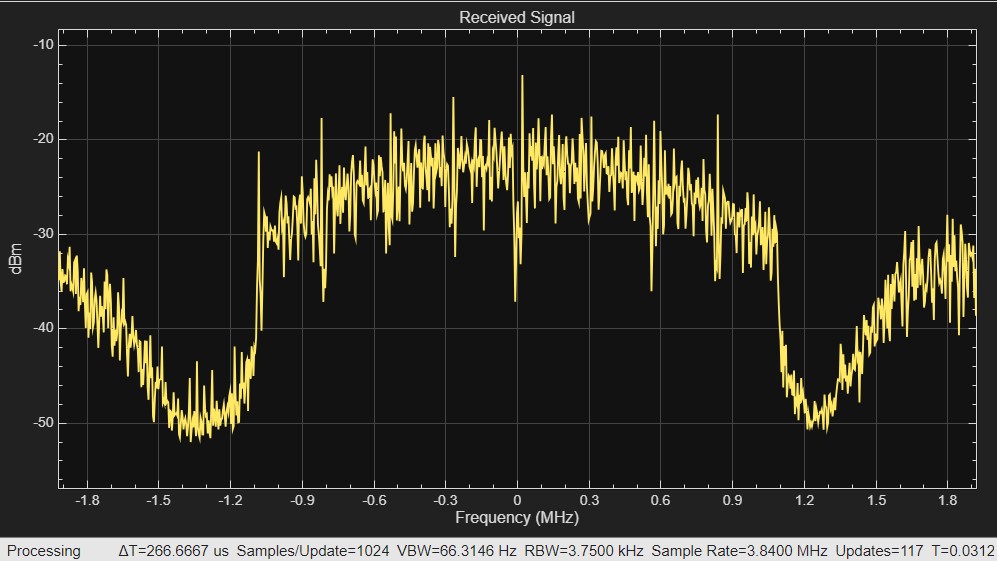 Received Signal
-10
-20
-30
-40
-50
dBm
-1.8 -1.5 -1.2 -0.9 -0.6 -0.3 0 0.3 0.6 0.9 1.2 1.5 1.8
Frequency (MHz)
Processing ΔT=266.6667 us Samples/Update=1024 VBW=66.3146 Hz RBW=3.7500 kHz Sample Rate=3.8400 MHz Updates=117 T=0.0312